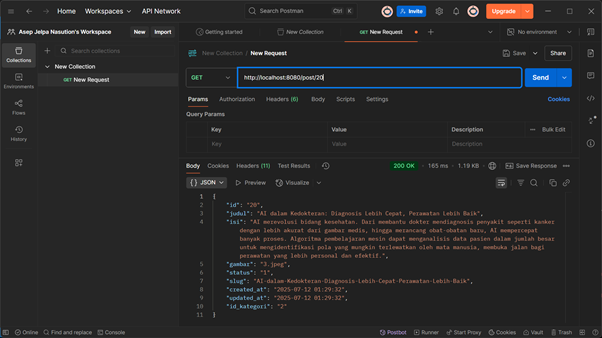 Home Workspaces API Network
Search Postman Ctrl K
Invite
Upgrade
Asep Jelpa Nasution's Workspace
New Import
Getting started
New Collection
GET New Request
No environment
Collections
Environments
Flows
History
Search collections
New Collection
GET New Request
New Collection / New Request
Save Share
GET http://localhost:8080/post/20 Send
Params Authorization Headers (6) Body Scripts Settings Cookies
Query Params
Key Value Description Bulk Edit
Key Value Description
Body Cookies Headers (11) Test Results
200 OK 165 ms 1.19 KB Save Response
{ } JSON Preview Visualize
1 {
2 "id": "20",
3 "judul": "AI dalam Kedokteran: Diagnosis Lebih Cepat, Perawatan Lebih Baik",
4 "isi": "AI merevolusi bidang kesehatan. Dari membantu dokter mendiagnosis penyakit seperti kanker
dengan lebih akurat dari gambar medis, hingga merancang obat-obatan baru, AI mempercepat
banyak proses. Algoritma pembelajaran mesin dapat menganalisis data pasien dalam jumlah besar
untuk mengidentifikasi pola yang mungkin terlewatkan oleh mata manusia, membuka jalan bagi
perawatan yang lebih personal dan efektif.",
5 "gambar": "3.jpeg",
6 "status": "1",
7 "slug": "AI-dalam-Kedokteran-Diagnosis-Lebih-Cepat-Perawatan-Lebih-Baik",
8 "created_at": "2025-07-12 01:29:32",
9 "updated_at": "2025-07-12 01:29:32",
10 "id_kategori": "2"
11 }
Online Find and replace Console
Postbot Runner Start Proxy Cookies Vault Trash